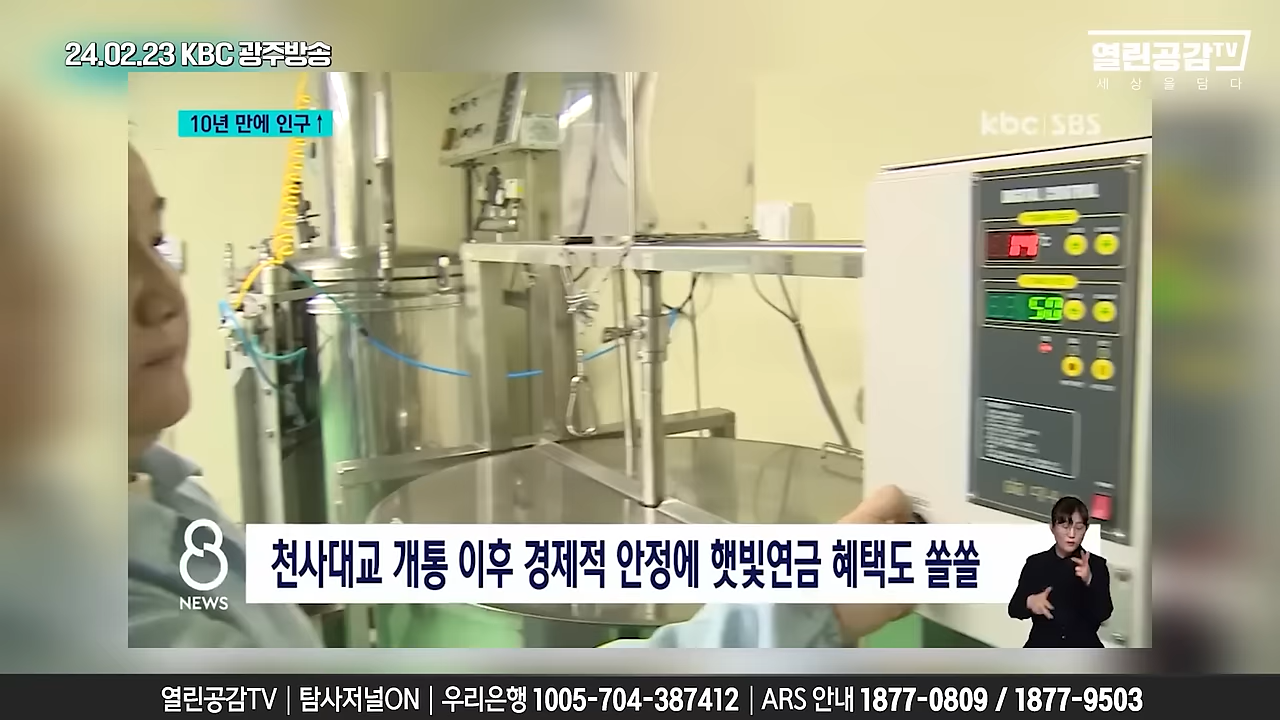 24.02.23 KBC 광주방송
열린공감TV
세상을담다
10년 만에 인구↑
kbc SBS
50
8
NEWS
천사대교 개통 이후 경제적 안정에 햇빛연금 혜택도 쏠쏠
열린공감TV | 탐사저널ON | 우리은행 1005-704-387412 | ARS 안내 1877-0809 / 1877-9503